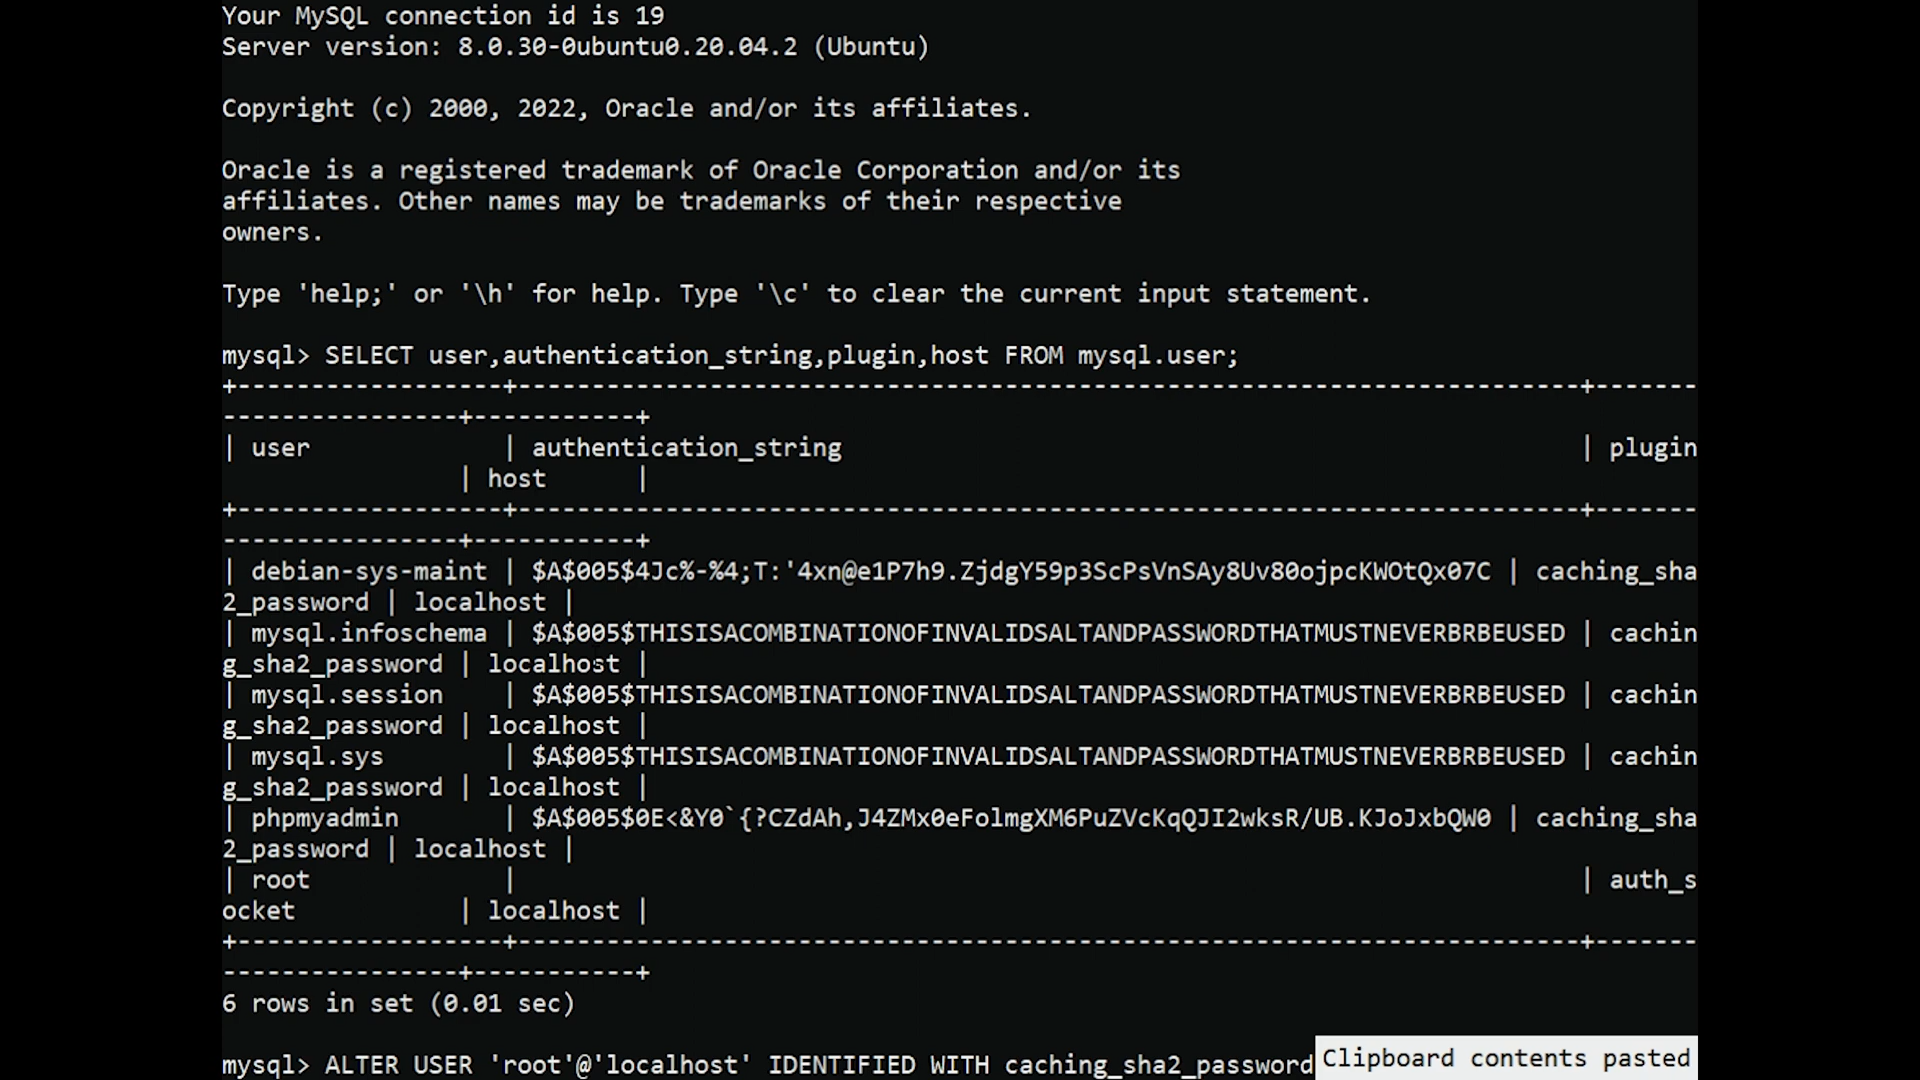 Your MySQL connection id is 19
Server version: 8.0.30-0ubuntu0.20.04.2 (Ubuntu)
Copyright (c) 2000, 2022, Oracle and/or its affiliates.
Oracle is a registered trademark of Oracle Corporation and/or its
affiliates. Other names may be trademarks of their respective
owners.
Type 'help;' or '\h' for help. Type '\c' to clear the current input statement.
mysql> SELECT user,authentication_string,plugin,host FROM mysql.user;
+-------------------+------------------------------------------------------------------------+-------
----------------+-----------+
| user             | authentication_string                                                  | plugin
                | host      |
+-------------------+------------------------------------------------------------------------+-------
----------------+-----------+
| debian-sys-maint | $A$005$4Jc%-%4;T:'4xn@e1P7h9.ZjdgY59p3ScPsVnSAy8Uv80ojpcKWOtQx07C | caching_sha
2_password | localhost |
| mysql.infoschema | $A$005$THISISACOMBINATIONOFINVALIDSALTANDPASSWORDTHATMUSTNEVERBRBEUSED | cachin
g_sha2_password | localhost |
| mysql.session    | $A$005$THISISACOMBINATIONOFINVALIDSALTANDPASSWORDTHATMUSTNEVERBRBEUSED | cachin
g_sha2_password | localhost |
| mysql.sys        | $A$005$THISISACOMBINATIONOFINVALIDSALTANDPASSWORDTHATMUSTNEVERBRBEUSED | cachin
g_sha2_password | localhost |
| phpmyadmin       | $A$005$0E<&Y0`{?CZdAh,J4ZMx0eFolmgXM6PuZVcKqQJI2wksR/UB.KJoJxbQW0 | caching_sha
2_password | localhost |
| root             |                                                                        | auth_s
ocket           | localhost |
+-------------------+------------------------------------------------------------------------+-------
----------------+-----------+
6 rows in set (0.01 sec)
mysql> ALTER USER 'root'@'localhost' IDENTIFIED WITH caching_sha2_password
Clipboard contents pasted